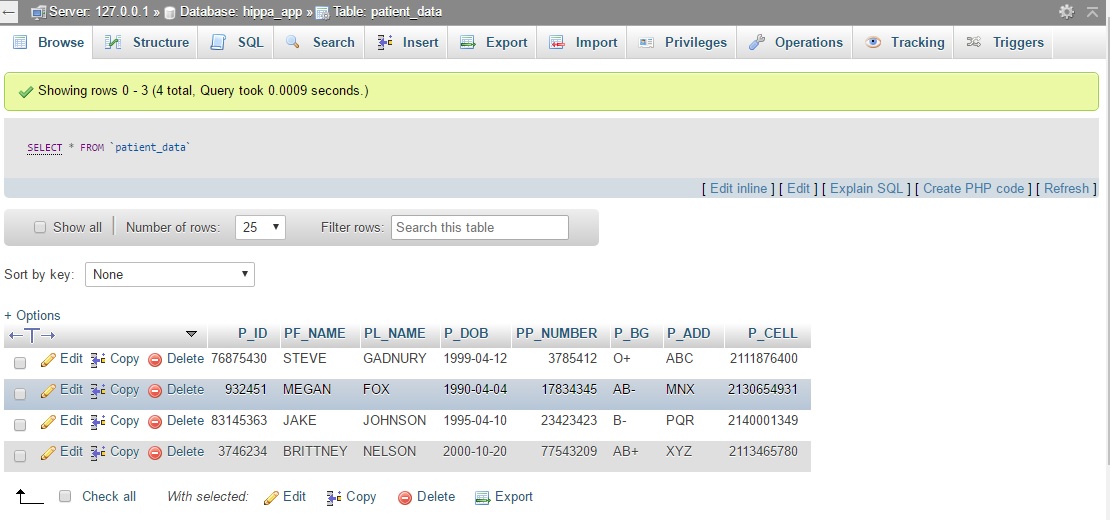 ← Server: 127.0.0.1 » Database: hippa_app » Table: patient_data
Browse Structure SQL Search Insert Export Import Privileges Operations Tracking Triggers
Showing rows 0 - 3 (4 total, Query took 0.0009 seconds.)
SELECT * FROM `patient_data`
[ Edit inline ] [ Edit ] [ Explain SQL ] [ Create PHP code ] [ Refresh ]
Show all Number of rows: 25 Filter rows: Search this table
Sort by key: None
+ Options
←T→ P_ID PF_NAME PL_NAME P_DOB PP_NUMBER P_BG P_ADD P_CELL
Edit Copy Delete 76875430 STEVE GADNURY 1999-04-12 3785412 O+ ABC 2111876400
Edit Copy Delete 932451 MEGAN FOX 1990-04-04 17834345 AB- MNX 2130654931
Edit Copy Delete 83145363 JAKE JOHNSON 1995-04-10 23423423 B- PQR 2140001349
Edit Copy Delete 3746234 BRITTNEY NELSON 2000-10-20 77543209 AB+ XYZ 2113465780
Check all With selected: Edit Copy Delete Export